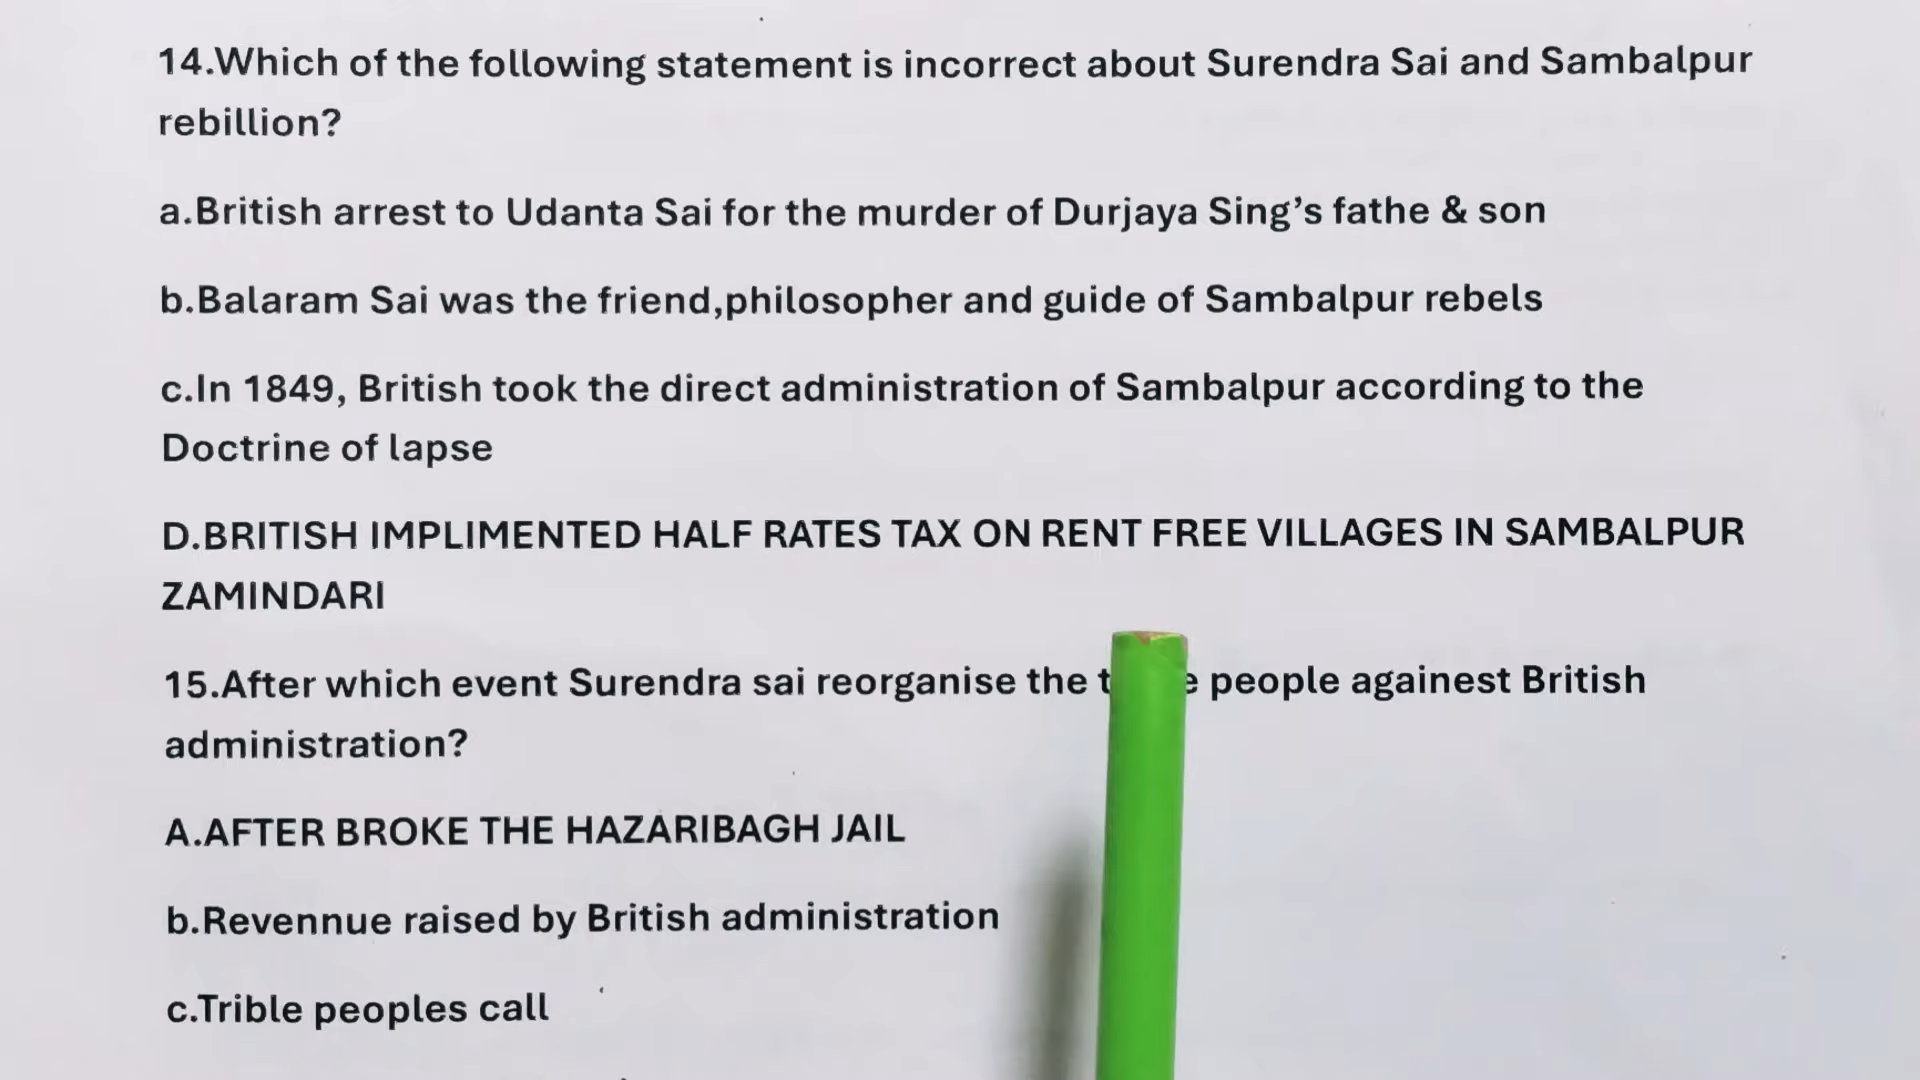 14.Which of the following statement is incorrect about Surendra Sai and Sambalpur
rebillion?
a.British arrest to Udanta Sai for the murder of Durjaya Sing’s fathe & son
b.Balaram Sai was the friend,philosopher and guide of Sambalpur rebels
c.In 1849, British took the direct administration of Sambalpur according to the
Doctrine of lapse
D.BRITISH IMPLIMENTED HALF RATES TAX ON RENT FREE VILLAGES IN SAMBALPUR
ZAMINDARI
15.After which event Surendra sai reorganise the people againest British
administration?
A.AFTER BROKE THE HAZARIBAGH JAIL
b.Revennue raised by British administration
c.Trible peoples call